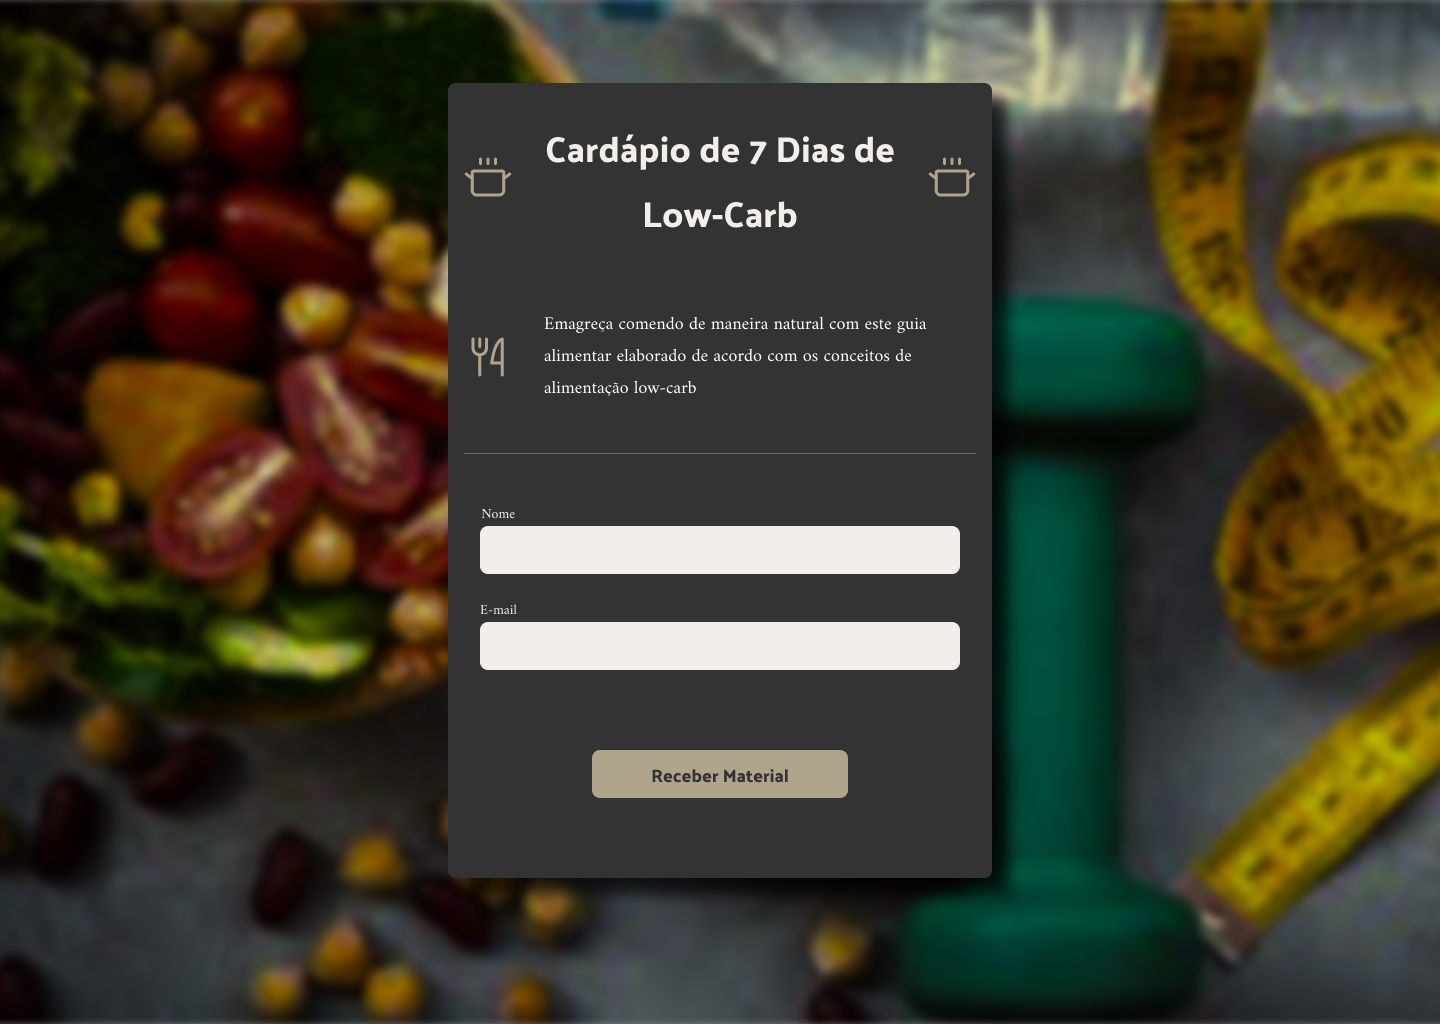 Cardápio de 7 Dias de
Low-Carb
Emagreça comendo de maneira natural com este guia
alimentar elaborado de acordo com os conceitos de
alimentação low-carb
Nome
E-mail
Receber Material